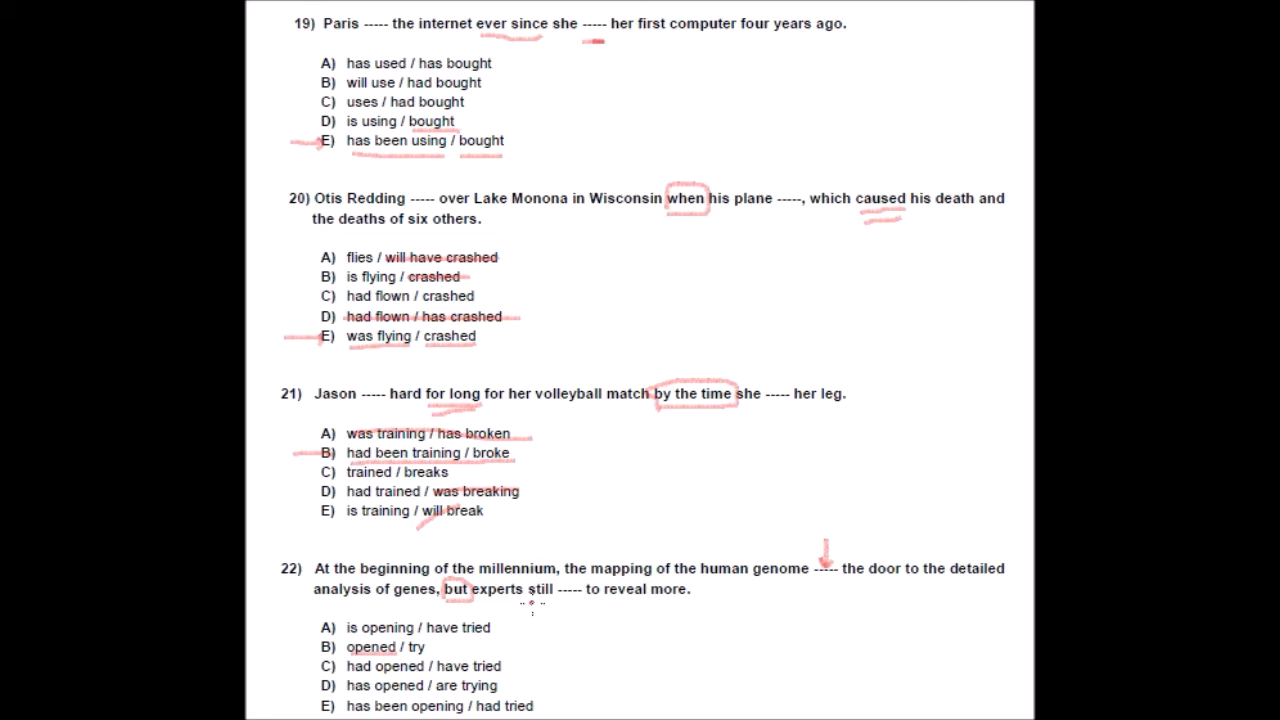 19) Paris ----- the internet ever since she ----- her first computer four years ago.
A) has used / has bought
B) will use / had bought
C) uses / had bought
D) is using / bought
E) has been using / bought
20) Otis Redding ----- over Lake Monona in Wisconsin when his plane -----, which caused his death and
the deaths of six others.
A) flies / will have crashed
B) is flying / crashed
C) had flown / crashed
D) had flown / has crashed
E) was flying / crashed
21) Jason ----- hard for long for her volleyball match by the time she ----- her leg.
A) was training / has broken
B) had been training / broke
C) trained / breaks
D) had trained / was breaking
E) is training / will break
22) At the beginning of the millennium, the mapping of the human genome ----- the door to the detailed
analysis of genes, but experts still ----- to reveal more.
A) is opening / have tried
B) opened / try
C) had opened / have tried
D) has opened / are trying
E) has been opening / had tried